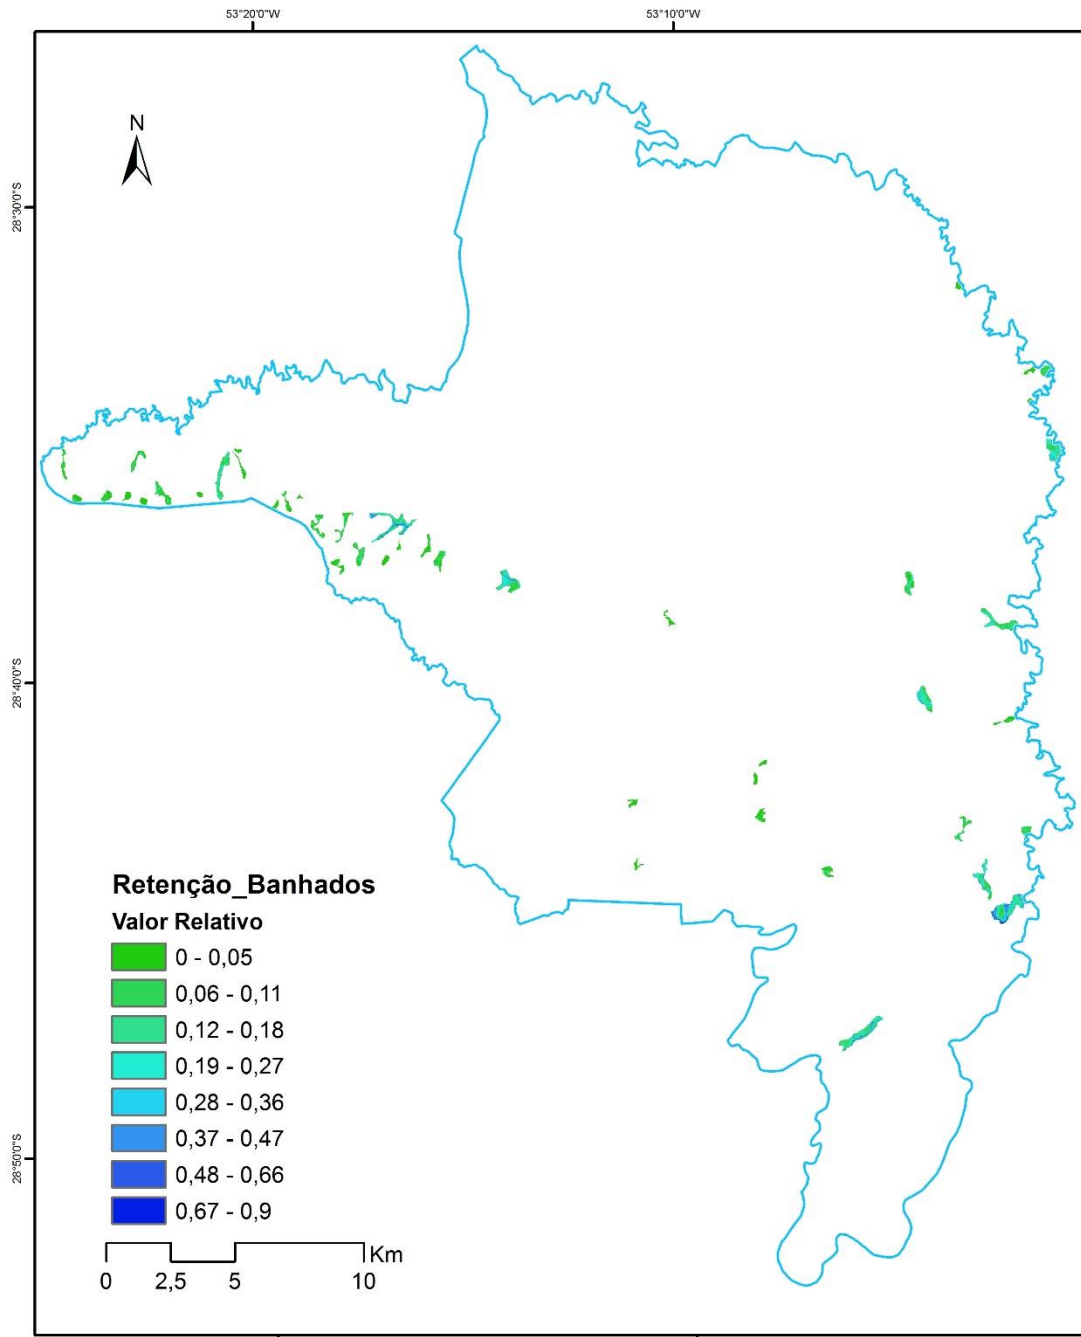 53°20'0"W
53°10'0"W
N
28°30'0"S
28°40'0"S
28°50'0"S
Retenção_Banhados
Valor Relativo
0 - 0,05
0,06 - 0,11
0,12 - 0,18
0,19 - 0,27
0,28 - 0,36
0,37 - 0,47
0,48 - 0,66
0,67 - 0,9
Km
0 2,5 5 10